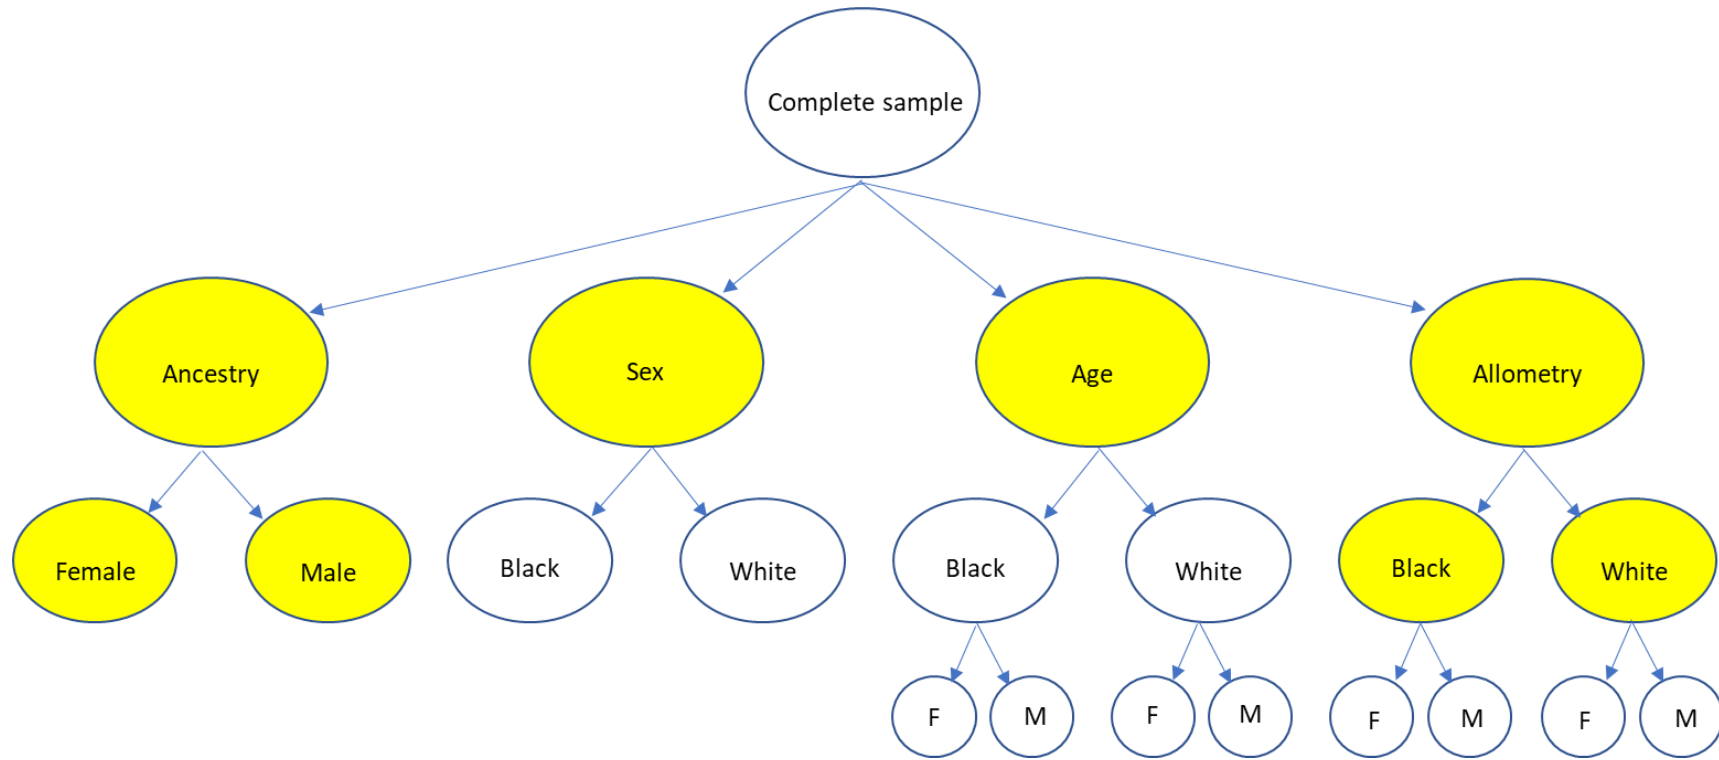 Complete sample
Ancestry
Sex
Age
Allometry
Female
Male
Black
White
Black
White
Black
White
F
M
F
M
F
M
F
M